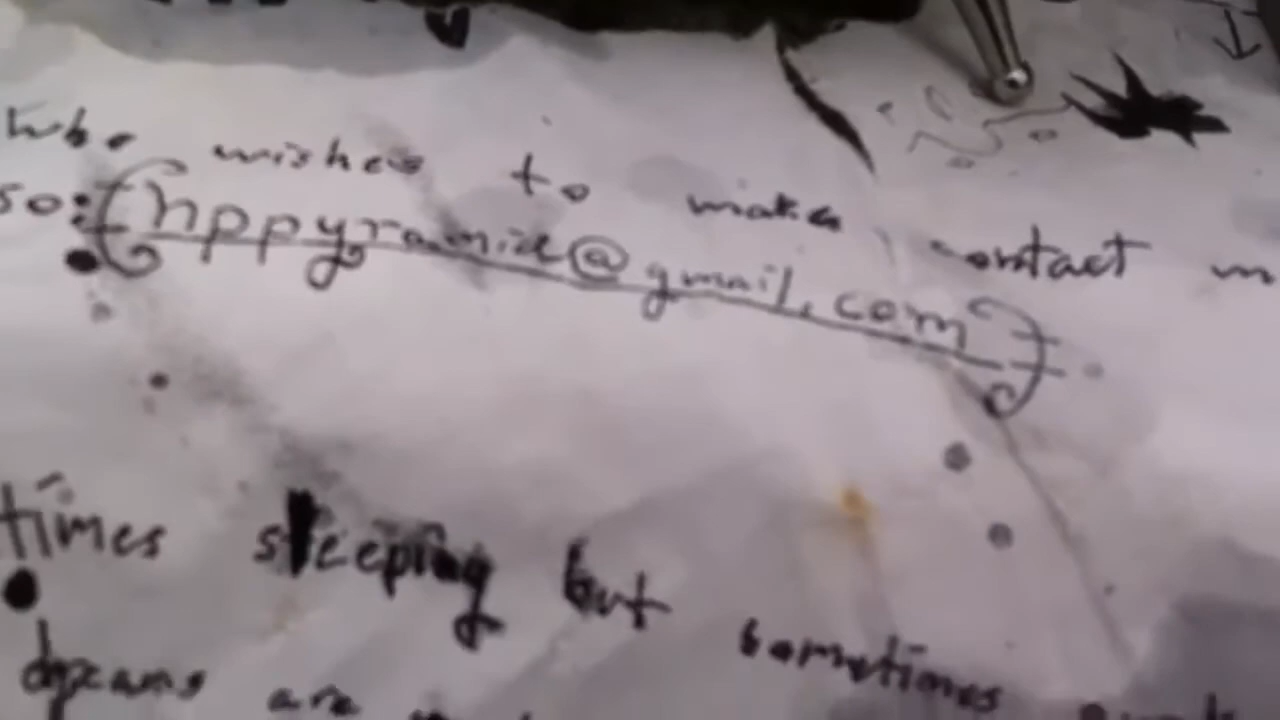 who wishes to make contact
so: (hppyramid@gmail.com)
times sleeping but sometimes
dreams are